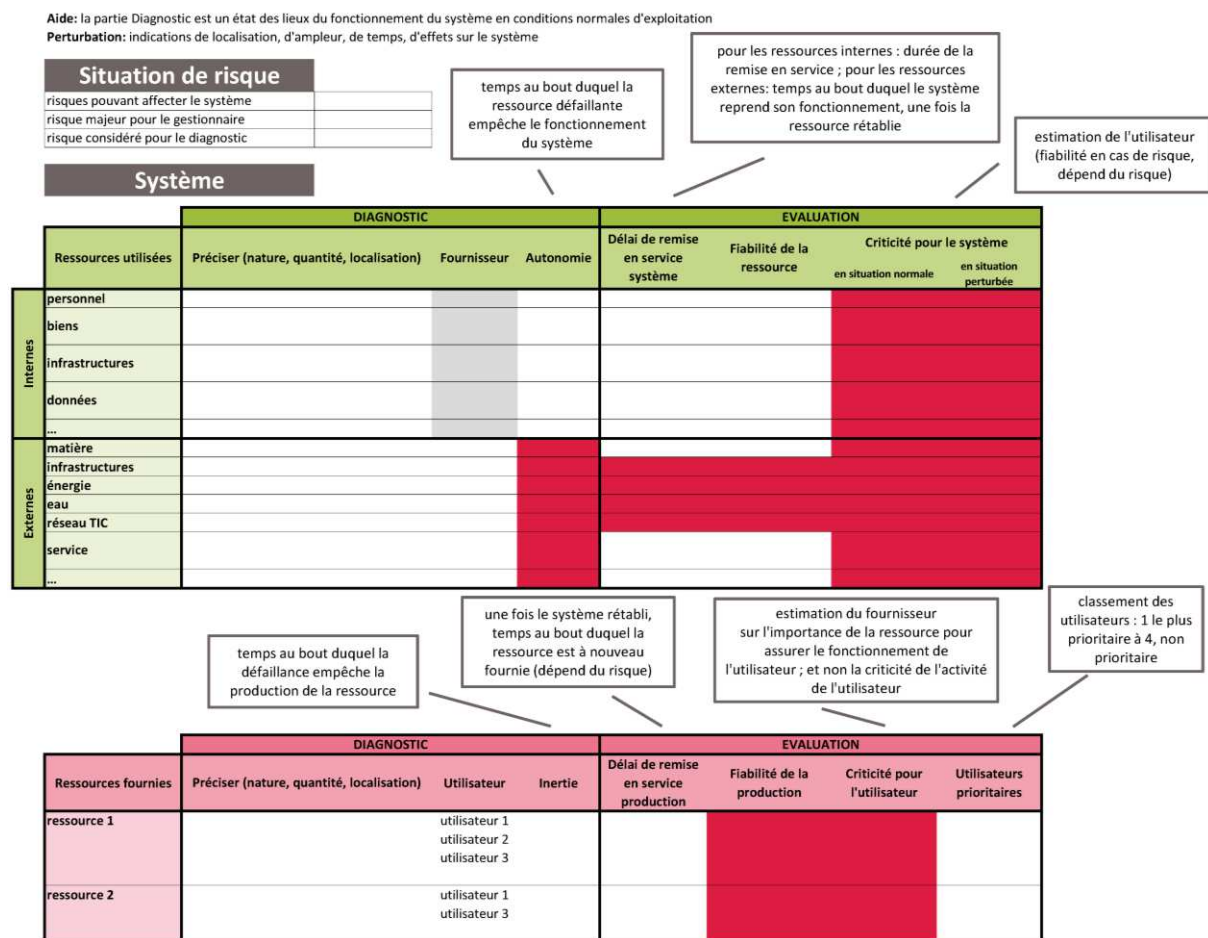 Aide: la partie Diagnostic est un état des lieux du fonctionnement du système en conditions normales d'exploitation
Perturbation: indications de localisation, d'ampleur, de temps, d'effets sur le système
Situation de risque
risques pouvant affecter le système
risque majeur pour le gestionnaire
risque considéré pour le diagnostic
temps au bout duquel la
ressource défaillante
empêche le fonctionnement
du système
pour les ressources internes : durée de la
remise en service ; pour les ressources
externes: temps au bout duquel le système
reprend son fonctionnement, une fois la
ressource rétablie
estimation de l'utilisateur
(fiabilité en cas de risque,
dépend du risque)
Système
DIAGNOSTIC
EVALUATION
Ressources utilisées
Préciser (nature, quantité, localisation)
Fournisseur
Autonomie
Délai de remise
en service
système
Fiabilité de la
ressource
Criticité pour le système
en situation normale
en situation
perturbée
Internes
personnel
biens
infrastructures
données
...
Externes
matière
infrastructures
énergie
eau
réseau TIC
service
...
temps au bout duquel la
défaillance empêche la
production de la ressource
une fois le système rétabli,
temps au bout duquel la
ressource est à nouveau
fournie (dépend du risque)
estimation du fournisseur
sur l'importance de la ressource pour
assurer le fonctionnement de
l'utilisateur ; et non la criticité de l'activité
de l'utilisateur
classement des
utilisateurs : 1 le plus
prioritaire à 4, non
prioritaire
DIAGNOSTIC
EVALUATION
Ressources fournies
Préciser (nature, quantité, localisation)
Utilisateur
Inertie
Délai de remise
en service
production
Fiabilité de la
production
Criticité pour
l'utilisateur
Utilisateurs
prioritaires
ressource 1
utilisateur 1
utilisateur 2
utilisateur 3
ressource 2
utilisateur 1
utilisateur 3